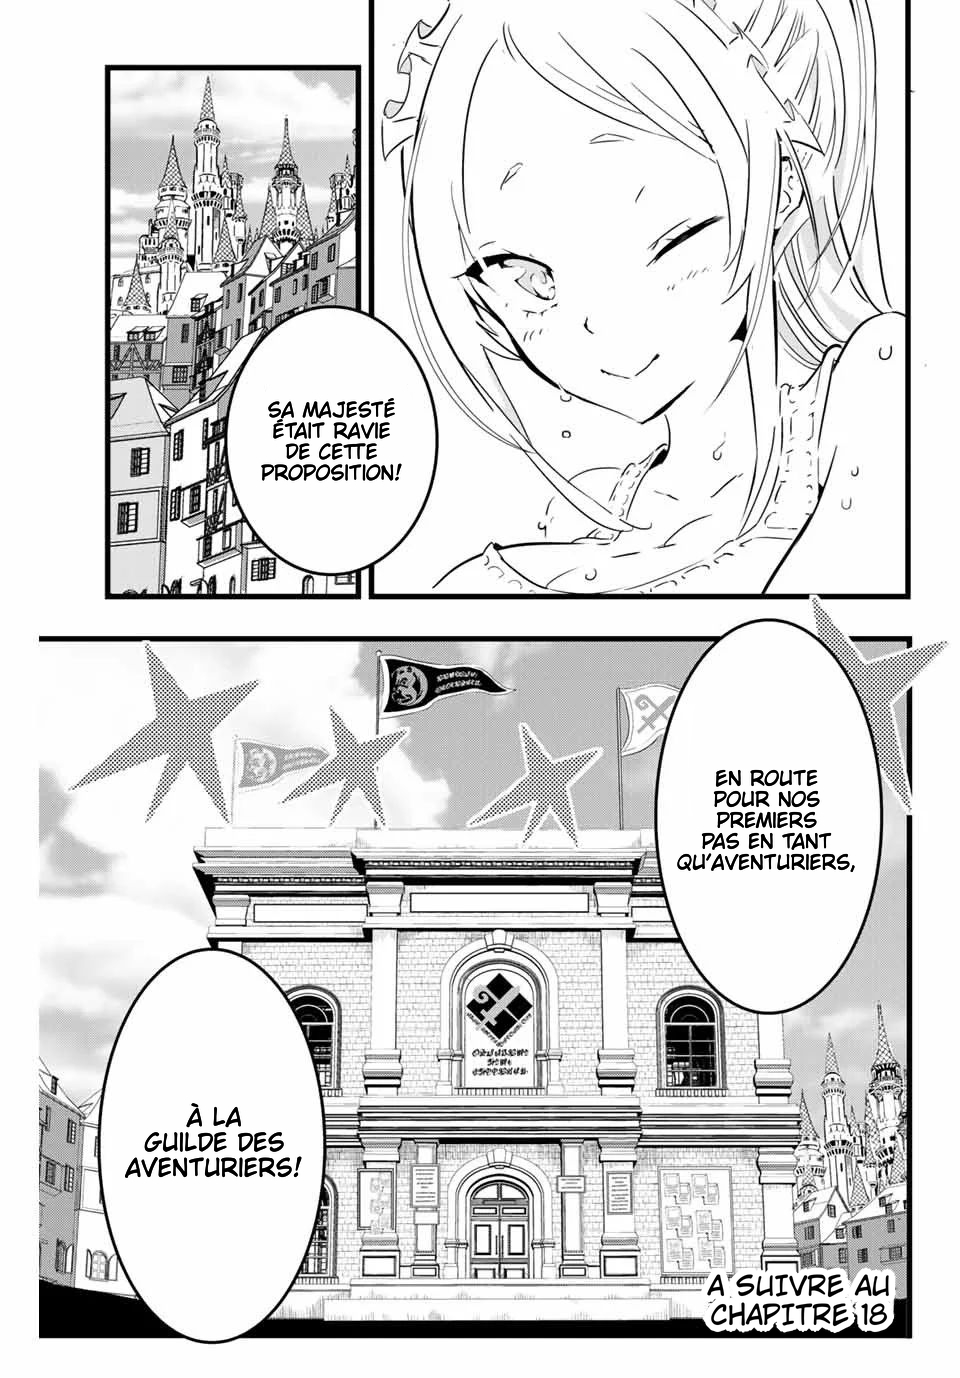 SA MAJESTÉ
ÉTAIT RAVIE
DE CETTE
PROPOSITION!
EN ROUTE
POUR NOS
PREMIERS
PAS EN TANT
QU'AVENTURIERS,
À LA
GUILDE DES
AVENTURIERS!
A SUIVRE AU
CHAPITRE 18